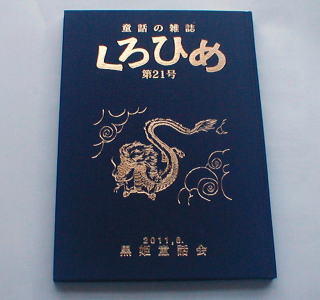 童話の雑誌
くろひめ
第21号
2011,8.
黒姫童話会